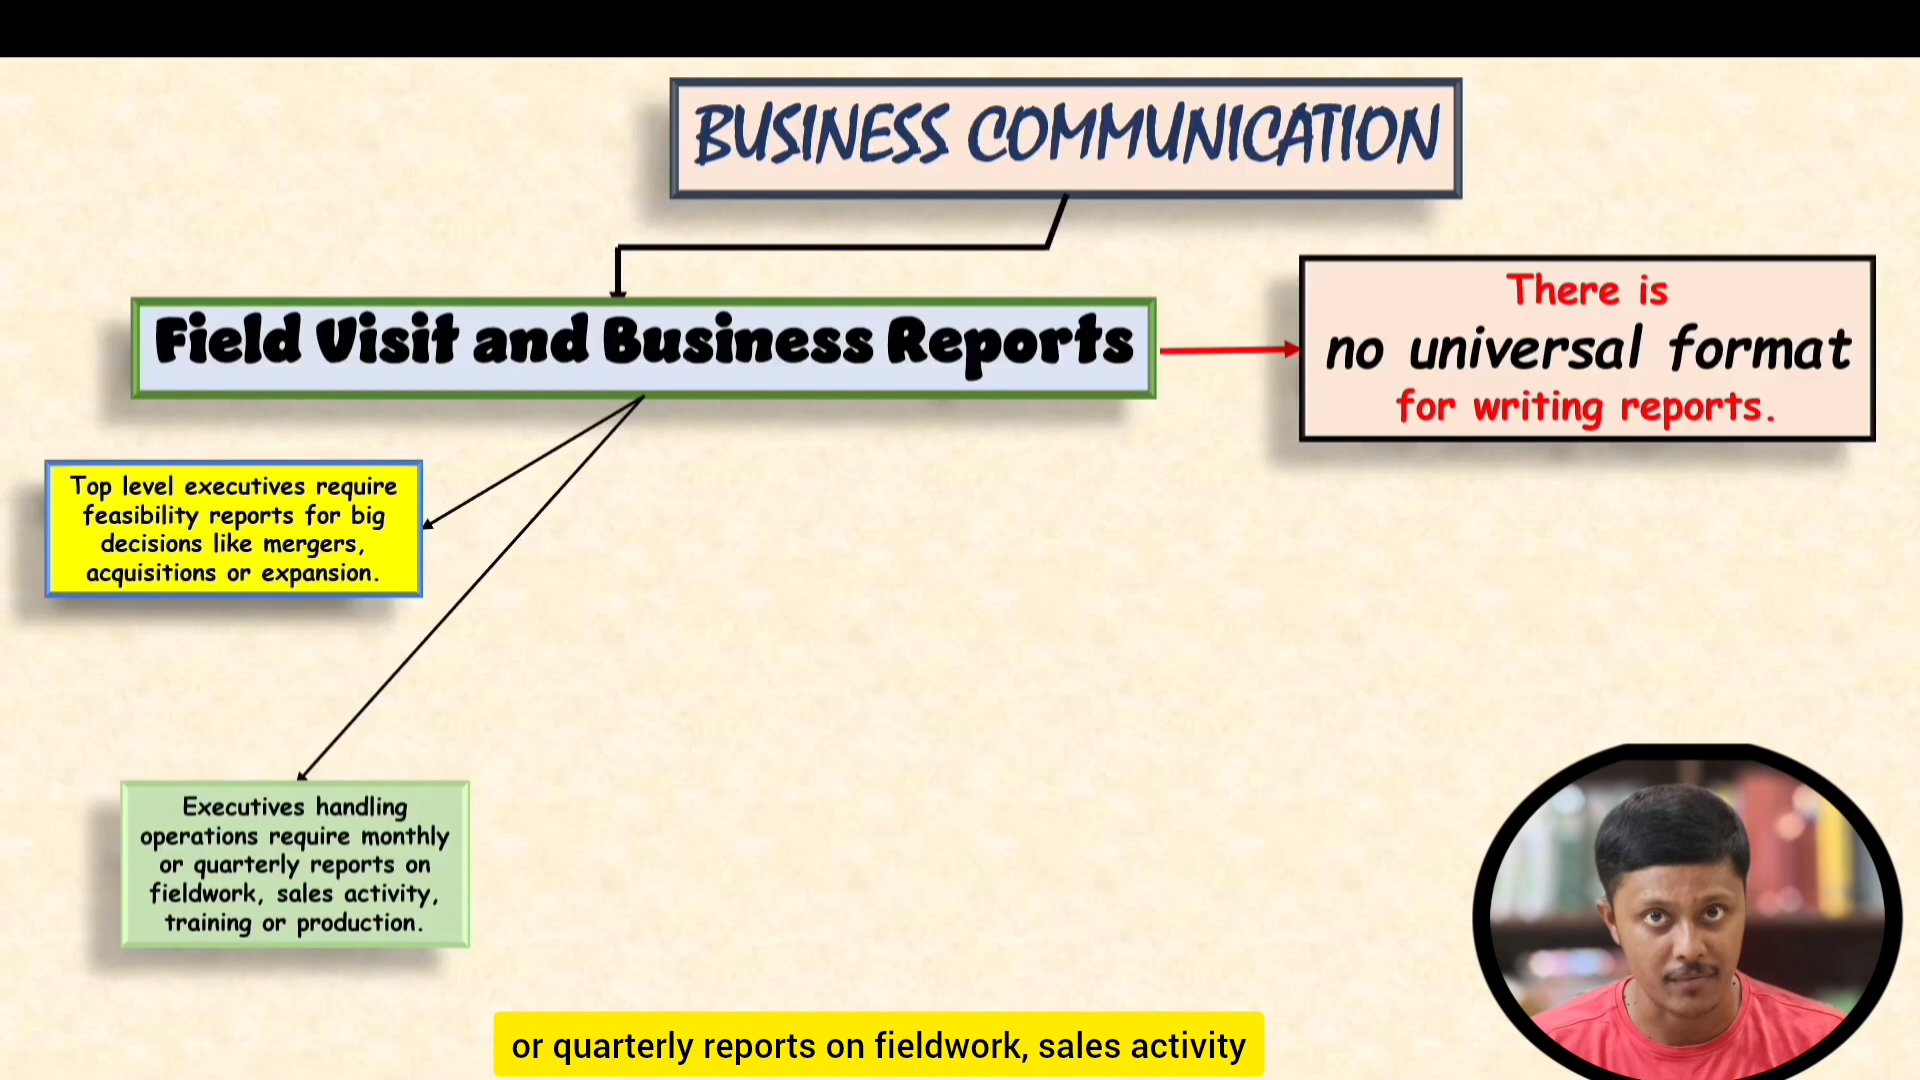 BUSINESS COMMUNICATION
Field Visit and Business Reports
There is
no universal format
for writing reports.
Top level executives require
feasibility reports for big
decisions like mergers,
acquisitions or expansion.
Executives handling
operations require monthly
or quarterly reports on
fieldwork, sales activity,
training or production.
or quarterly reports on fieldwork, sales activity